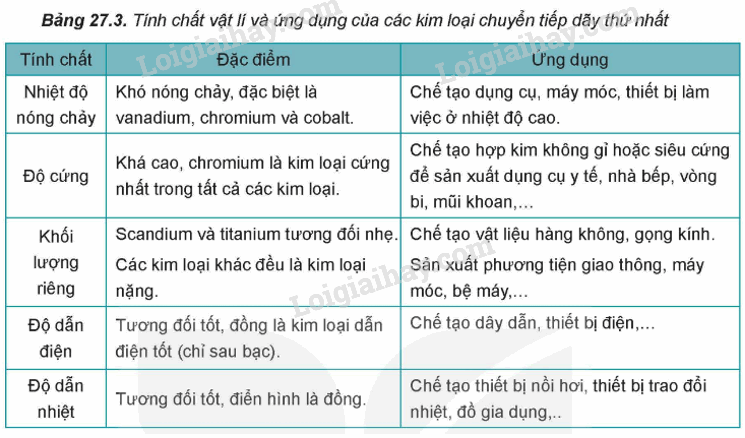 Bảng 27.3. Tính chất vật lí và ứng dụng của các kim loại chuyển tiếp dãy thứ nhất
Tính chất
Đặc điểm
Ứng dụng
Nhiệt độ
nóng chảy
Khó nóng chảy, đặc biệt là
vanadium, chromium và cobalt.
Chế tạo dụng cụ, máy móc, thiết bị làm
việc ở nhiệt độ cao.
Độ cứng
Khá cao, chromium là kim loại cứng
nhất trong tất cả các kim loại.
Chế tạo hợp kim không gỉ hoặc siêu cứng
để sản xuất dụng cụ y tế, nhà bếp, vòng
bi, mũi khoan,...
Khối
lượng
riêng
Scandium và titanium tương đối nhẹ.
Các kim loại khác đều là kim loại
nặng.
Chế tạo vật liệu hàng không, gọng kính.
Sản xuất phương tiện giao thông, máy
móc, bệ máy,...
Độ dẫn
điện
Tương đối tốt, đồng là kim loại dẫn
điện tốt (chỉ sau bạc).
Chế tạo dây dẫn, thiết bị điện,...
Độ dẫn
nhiệt
Tương đối tốt, điển hình là đồng.
Chế tạo thiết bị nồi hơi, thiết bị trao đổi
nhiệt, đồ gia dụng,..
Loigiaihay.com
Loigiaihay.com
Loigiaihay.com